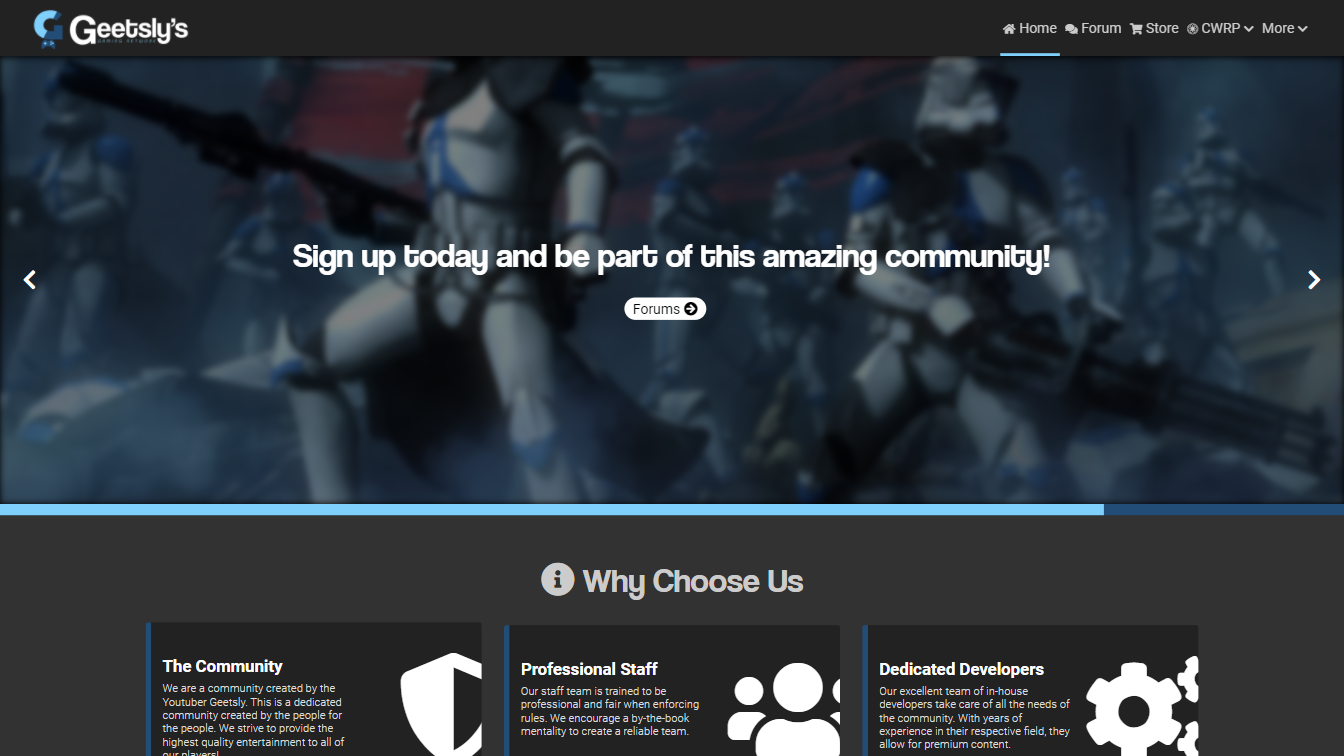 Geetsly's
GAMING NETWORK
Home Forum Store CWRP More
Sign up today and be part of this amazing community!
Forums
Why Choose Us
The Community
We are a community created by the
Youtuber Geetsly. This is a dedicated
community created by the people for
the people. We strive to provide the
highest quality entertainment to all of
our players!
Professional Staff
Our staff team is trained to be
professional and fair when enforcing
rules. We encourage a by-the-book
mentality to create a reliable team.
Dedicated Developers
Our excellent team of in-house
developers take care of all the needs of
the community. With years of
experience in their respective field, they
allow for premium content.